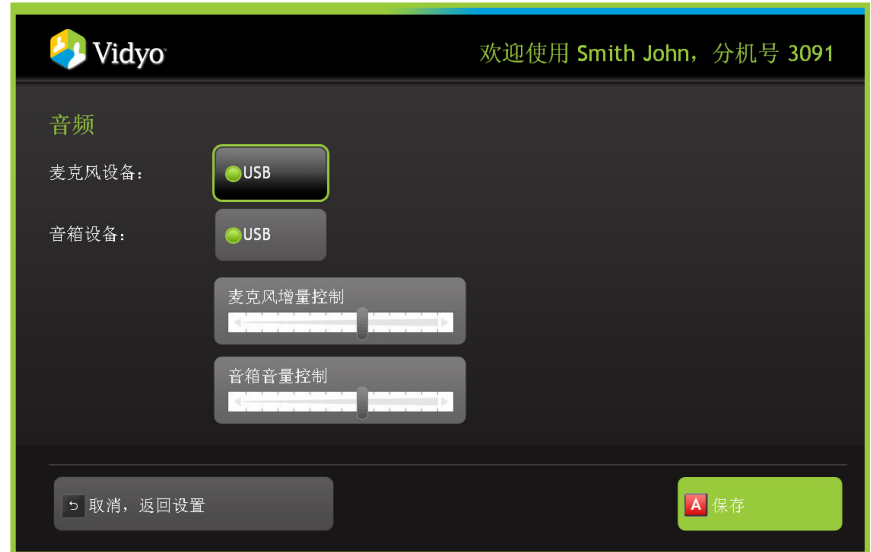 Vidyo
欢迎使用 Smith John，分机号 3091
音频
麦克风设备：
USB
音箱设备：
USB
麦克风增量控制
音箱音量控制
取消，返回设置
A 保存